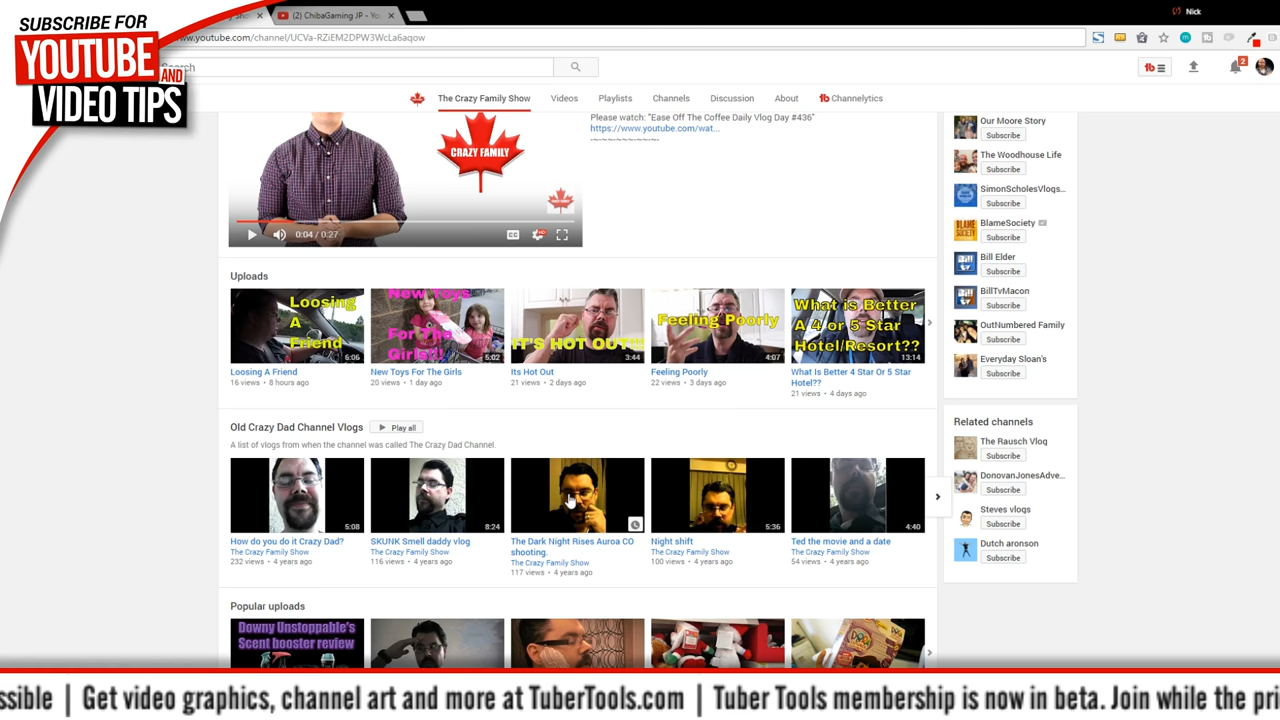 SUBSCRIBE FOR
YOUTUBE
AND
VIDEO TIPS
(2) ChibaGaming JP - Yo
Nick
www.youtube.com/channel/UCVa-RZiEM2DPW3WcLa6aqow
Search
tb
2
The Crazy Family Show
Videos
Playlists
Channels
Discussion
About
tb Channelytics
CRAZY FAMILY
Please watch: "Ease Off The Coffee Daily Vlog Day #436"
https://www.youtube.com/wat...
-~-~~-~~~-~~-~-
0:04 / 0:27
CC
HD
Uploads
Loosing
A
Friend
6:06
New Toys
For The
Girls!!!
5:02
IT'S HOT OUT!!!
3:44
Feeling Poorly
4:07
What is Better
A 4 or 5 Star
Hotel/Resort??
13:14
Loosing A Friend
16 views • 8 hours ago
New Toys For The Girls
20 views • 1 day ago
Its Hot Out
21 views • 2 days ago
Feeling Poorly
22 views • 3 days ago
What Is Better 4 Star Or 5 Star
Hotel??
21 views • 4 days ago
Old Crazy Dad Channel Vlogs
Play all
A list of vlogs from when the channel was called The Crazy Dad Channel.
5:08
8:24
5:36
4:40
How do you do it Crazy Dad?
The Crazy Family Show
232 views • 4 years ago
SKUNK Smell daddy vlog
The Crazy Family Show
116 views • 4 years ago
The Dark Night Rises Auroa CO
shooting.
The Crazy Family Show
117 views • 4 years ago
Night shift
The Crazy Family Show
100 views • 4 years ago
Ted the movie and a date
The Crazy Family Show
54 views • 4 years ago
Popular uploads
Downy Unstoppable's
Scent booster review
Our Moore Story
Subscribe
The Woodhouse Life
Subscribe
SimonScholesVlogs...
Subscribe
BlameSociety
Subscribe
Bill Elder
Subscribe
BillTvMacon
Subscribe
OutNumbered Family
Subscribe
Everyday Sloan's
Subscribe
Related channels
The Rausch Vlog
Subscribe
DonovanJonesAdve...
Subscribe
Steves vlogs
Subscribe
Dutch aronson
Subscribe
ssible | Get video graphics, channel art and more at TuberTools.com | Tuber Tools membership is now in beta. Join while the pri